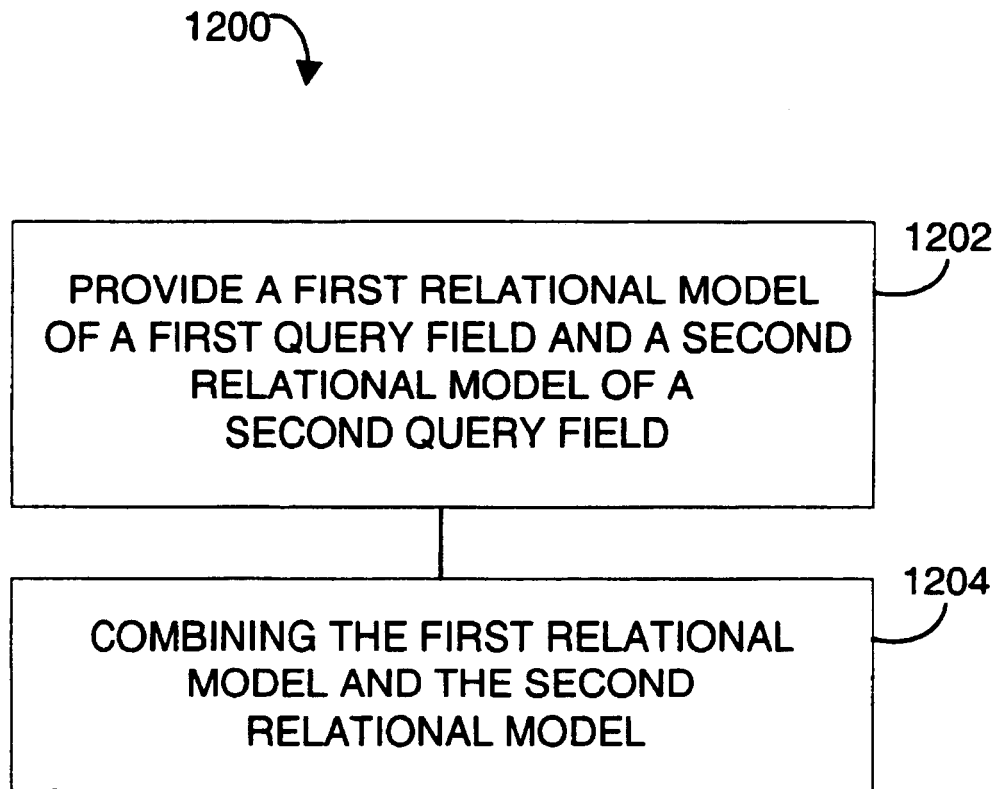 1200
1202
PROVIDE A FIRST RELATIONAL MODEL
OF A FIRST QUERY FIELD AND A SECOND
RELATIONAL MODEL OF A
SECOND QUERY FIELD
1204
COMBINING THE FIRST RELATIONAL
MODEL AND THE SECOND
RELATIONAL MODEL